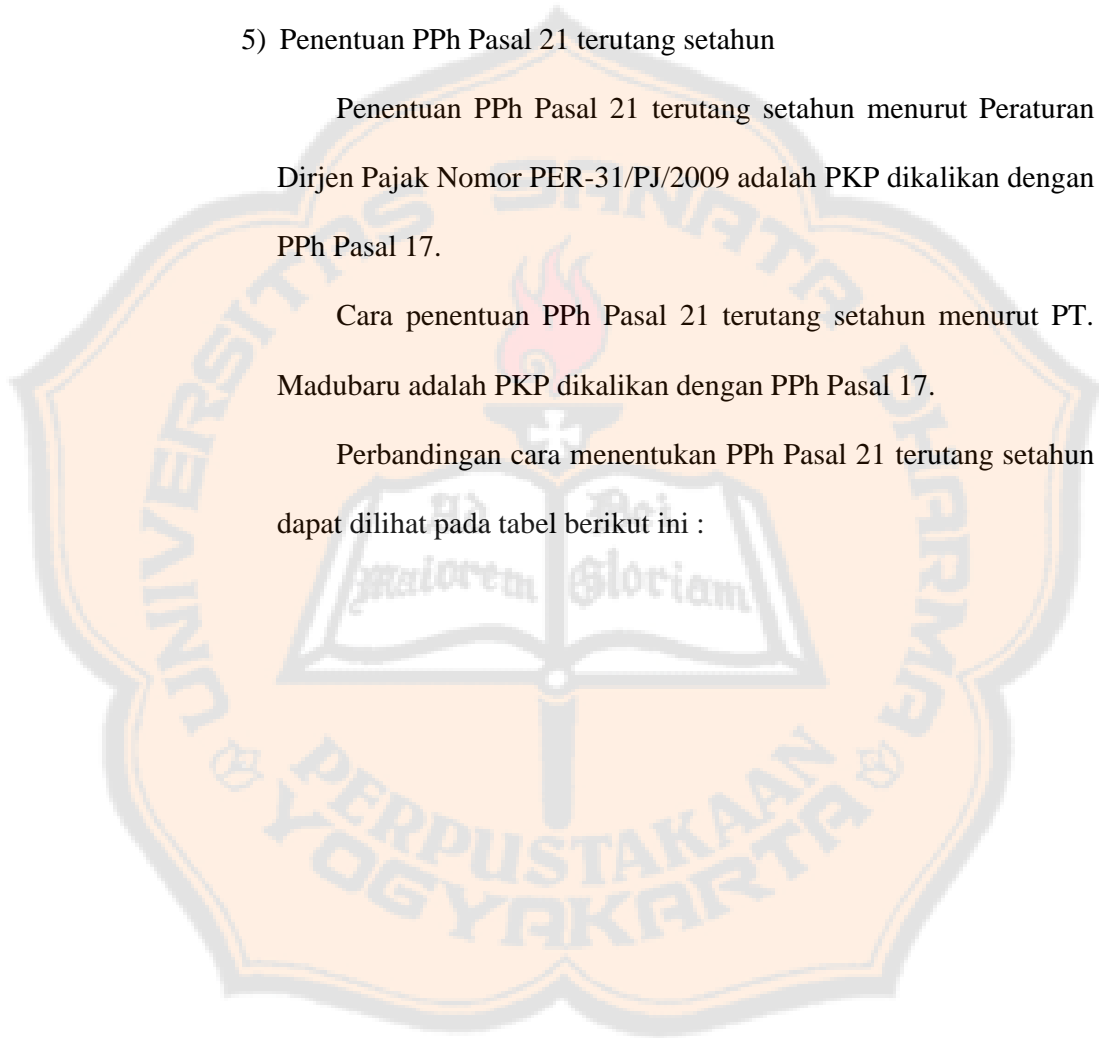 5) Penentuan PPh Pasal 21 terutang setahun
Penentuan PPh Pasal 21 terutang setahun menurut Peraturan
Dirjen Pajak Nomor PER-31/PJ/2009 adalah PKP dikalikan dengan
PPh Pasal 17.
Cara penentuan PPh Pasal 21 terutang setahun menurut PT.
Madubaru adalah PKP dikalikan dengan PPh Pasal 17.
Perbandingan cara menentukan PPh Pasal 21 terutang setahun
dapat dilihat pada tabel berikut ini :
UNIVERSITAS SANATA DHARMA
Ad Dei
Maiorem Gloriam
PERPUSTAKAAN
YOGYAKARTA